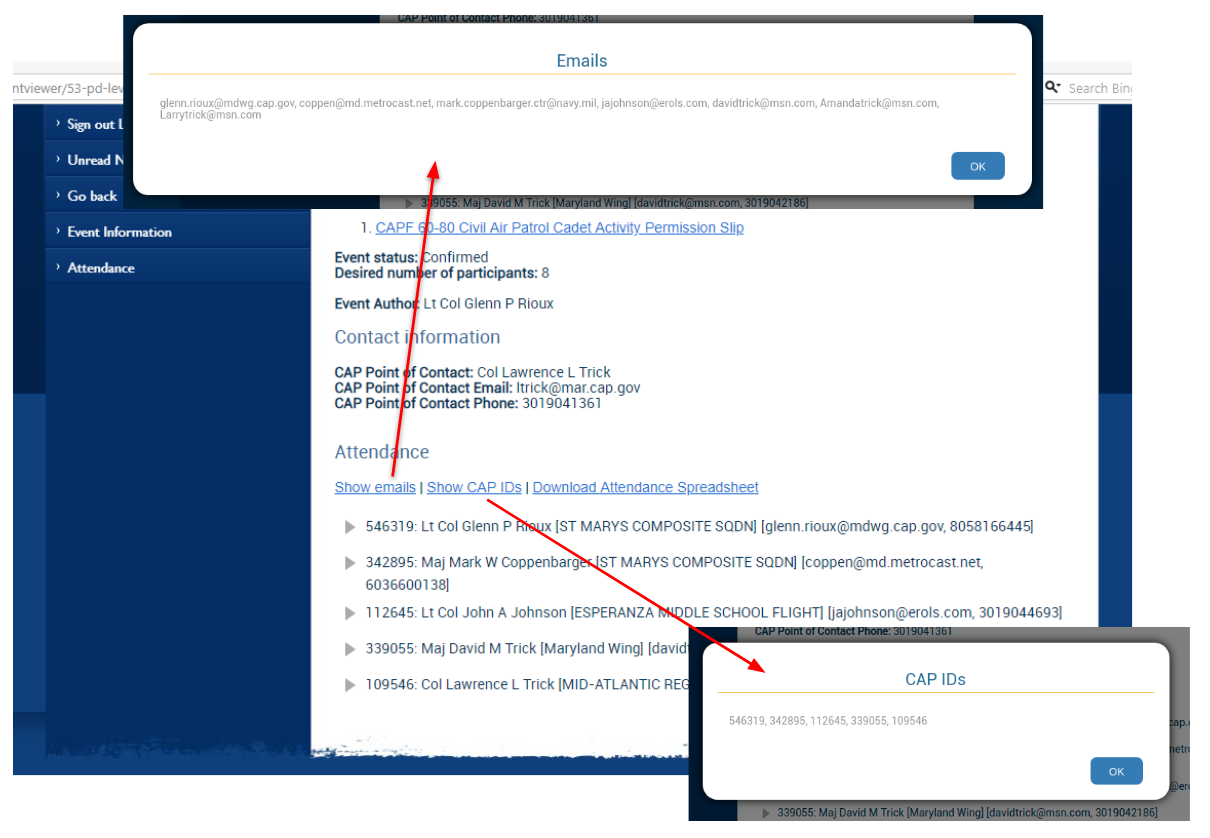 CAP Point of Contact Phone: 3019041361
Emails
glenn.rioux@mdwg.cap.gov, coppen@md.metrocast.net, mark.coppenbarger.ctr@navy.mil, jajohnson@erols.com, davidtrick@msn.com, Amandatrick@msn.com,
Larrytrick@msn.com
OK
339055: Maj David M Trick [Maryland Wing] [davidtrick@msn.com, 3019042186]
ntviewer/53-pd-lev
Search Bing
Sign out L
Unread N
Go back
Event Information
Attendance
1. CAPF 60-80 Civil Air Patrol Cadet Activity Permission Slip
Event status: Confirmed
Desired number of participants: 8
Event Author: Lt Col Glenn P Rioux
Contact information
CAP Point of Contact: Col Lawrence L Trick
CAP Point of Contact Email: ltrick@mar.cap.gov
CAP Point of Contact Phone: 3019041361
Attendance
Show emails | Show CAP IDs | Download Attendance Spreadsheet
546319: Lt Col Glenn P Rioux [ST MARYS COMPOSITE SQDN] [glenn.rioux@mdwg.cap.gov, 8058166445]
342895: Maj Mark W Coppenbarger [ST MARYS COMPOSITE SQDN] [coppen@md.metrocast.net,
6036600138]
112645: Lt Col John A Johnson [ESPERANZA MIDDLE SCHOOL FLIGHT] [jajohnson@erols.com, 3019044693]
339055: Maj David M Trick [Maryland Wing] [davidt
109546: Col Lawrence L Trick [MID-ATLANTIC REG
CAP Point of Contact Phone: 3019041361
CAP IDs
546319, 342895, 112645, 339055, 109546
OK
cap.g
metro
@ero
339055: Maj David M Trick [Maryland Wing] [davidtrick@msn.com, 3019042186]